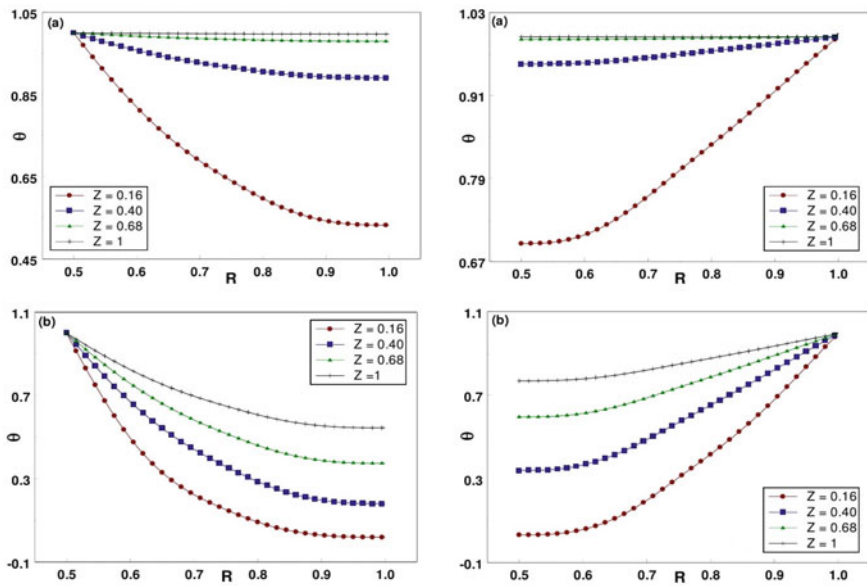 (a)
1.05
0.85
0.65
0.45
θ
Z = 0.16
Z = 0.40
Z = 0.68
Z = 1
0.5 0.6 0.7 0.8 0.9 1.0
R
(a)
1.03
0.91
0.79
0.67
θ
Z = 0.16
Z = 0.40
Z = 0.68
Z =1
0.5 0.6 0.7 0.8 0.9 1.0
R
(b)
1.1
0.7
0.3
-0.1
θ
Z = 0.16
Z = 0.40
Z = 0.68
Z =1
0.5 0.6 0.7 0.8 0.9 1.0
R
(b)
1.1
0.7
0.3
-0.1
θ
Z = 0.16
Z = 0.40
Z = 0.68
Z = 1
0.5 0.6 0.7 0.8 0.9 1.0
R